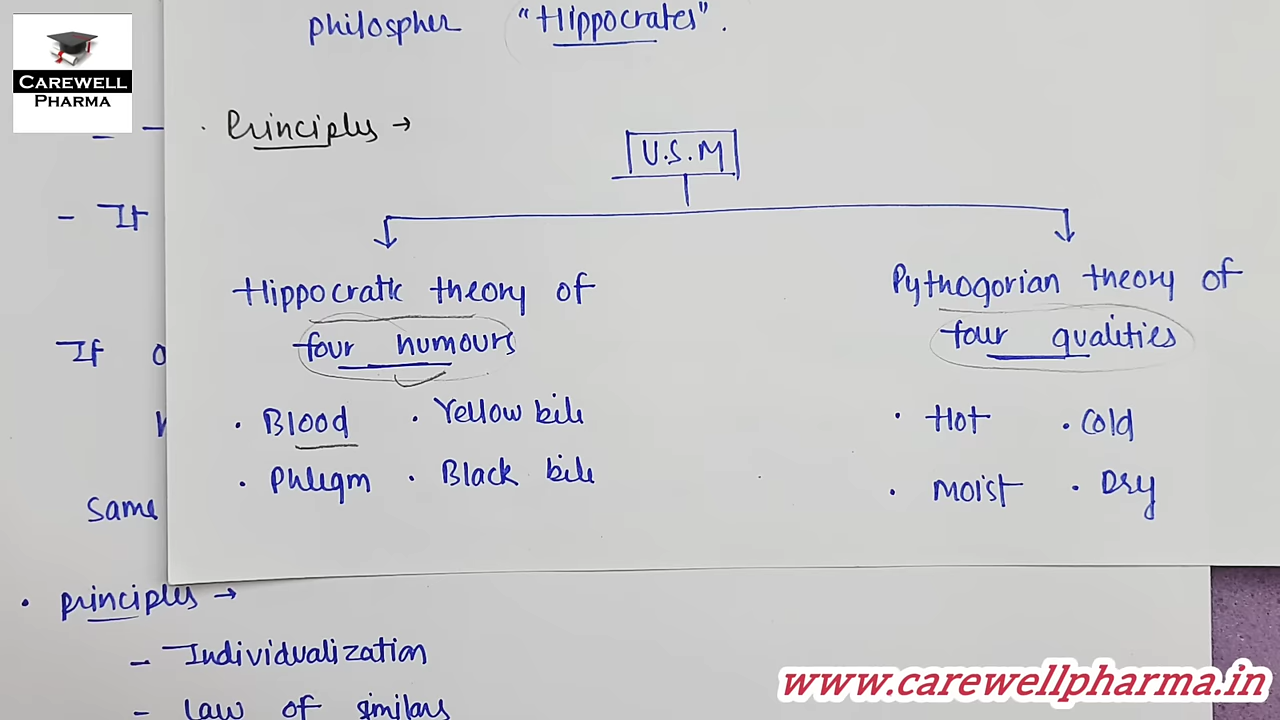 philospher "Hippocrates".
CAREWELL
PHARMA
· Principles →
U.S.M
- If
Hippocratic theory of
four humours
Pythogorian theory of
four qualities
If
· Blood · Yellow bile
· Hot · Cold
· Phlegm · Black bile
· Moist · Dry
Same
· principles →
- Individualization
- Law of similars
www.carewellpharma.in